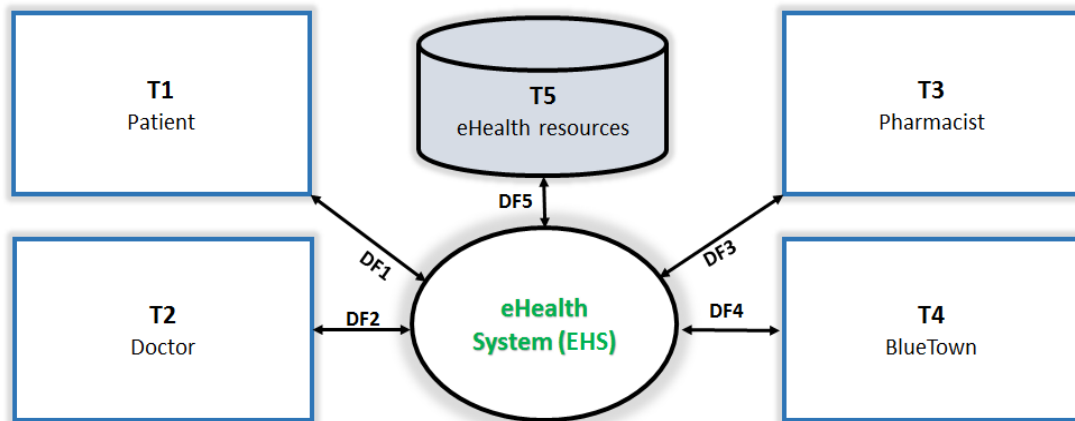 T1
Patient
T5
eHealth resources
T3
Pharmacist
DF5
DF1
DF3
T2
Doctor
DF2
eHealth
System (EHS)
DF4
T4
BlueTown